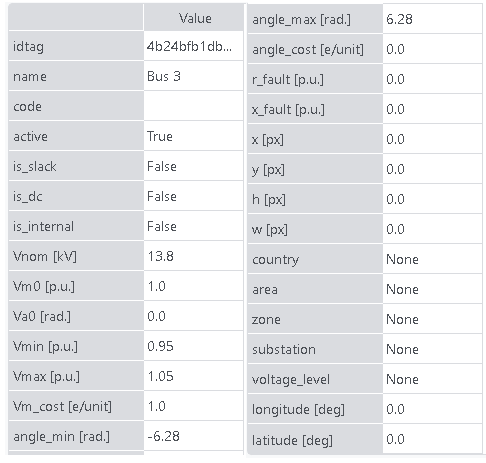 Value
idtag 4b24bfb1db...
name Bus 3
code
active True
is_slack False
is_dc False
is_internal False
Vnom [kV] 13.8
Vm0 [p.u.] 1.0
Va0 [rad.] 0.0
Vmin [p.u.] 0.95
Vmax [p.u.] 1.05
Vm_cost [e/unit] 1.0
angle_min [rad.] -6.28
angle_max [rad.] 6.28
angle_cost [e/unit] 0.0
r_fault [p.u.] 0.0
x_fault [p.u.] 0.0
x [px] 0.0
y [px] 0.0
h [px] 0.0
w [px] 0.0
country None
area None
zone None
substation None
voltage_level None
longitude [deg] 0.0
latitude [deg] 0.0